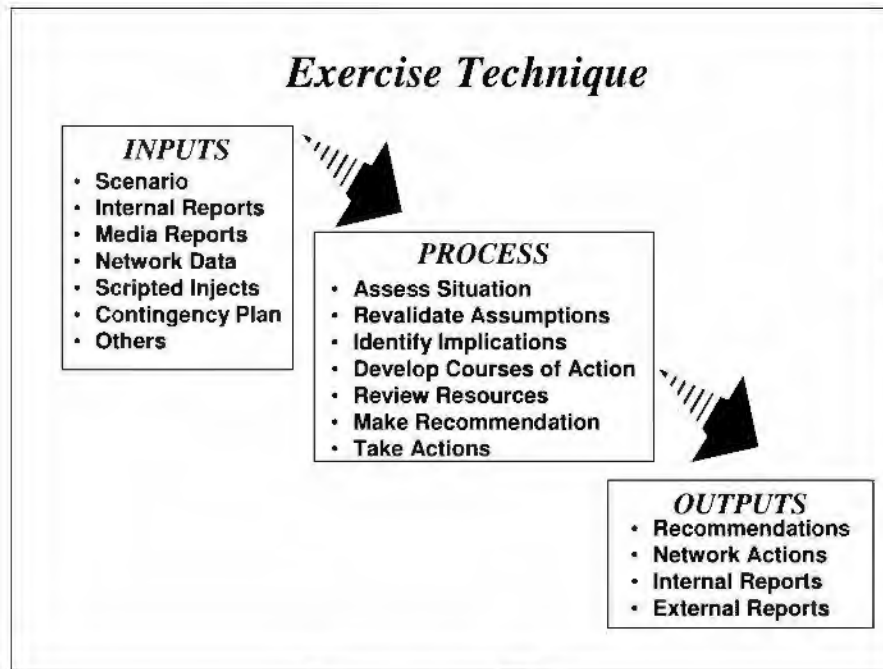 Exercise Technique
INPUTS
• Scenario
• Internal Reports
• Media Reports
• Network Data
• Scripted Injects
• Contingency Plan
• Others
PROCESS
• Assess Situation
• Revalidate Assumptions
• Identify Implications
• Develop Courses of Action
• Review Resources
• Make Recommendation
• Take Actions
OUTPUTS
• Recommendations
• Network Actions
• Internal Reports
• External Reports